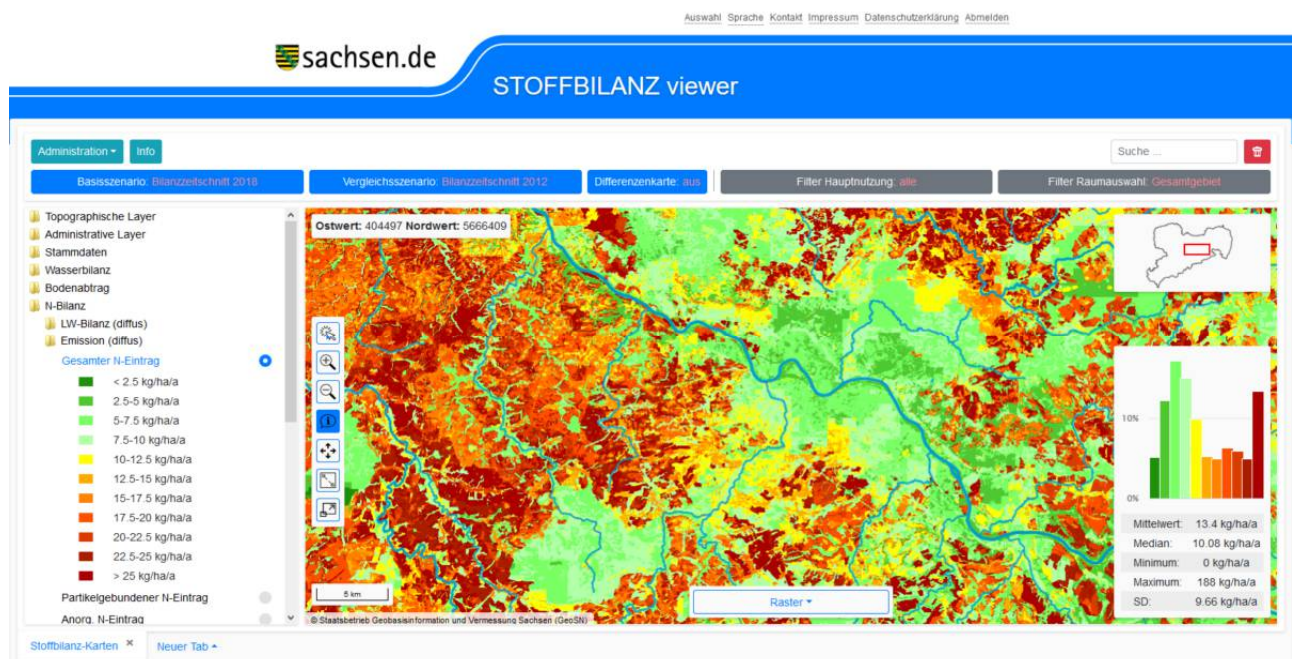 Auswahl Sprache Kontakt Impressum Datenschutzerklärung Abmelden
sachsen.de
STOFFBILANZ viewer
Administration Info
Suche ...
Basisszenario: Bilanzzeitschnitt 2018
Vergleichsszenario: Bilanzzeitschnitt 2012
Differenzenkarte: aus
Filter Hauptnutzung: alle
Filter Raumauswahl: Gesamtgebiet
Topographische Layer
Administrative Layer
Stammdaten
Wasserbilanz
Bodenabtrag
N-Bilanz
LW-Bilanz (diffus)
Emission (diffus)
Gesamter N-Eintrag
< 2.5 kg/ha/a
2.5-5 kg/ha/a
5-7.5 kg/ha/a
7.5-10 kg/ha/a
10-12.5 kg/ha/a
12.5-15 kg/ha/a
15-17.5 kg/ha/a
17.5-20 kg/ha/a
20-22.5 kg/ha/a
22.5-25 kg/ha/a
> 25 kg/ha/a
Partikelgebundener N-Eintrag
Anorg. N-Eintrag
Ostwert: 404497 Nordwert: 5666409
5 km
© Staatsbetrieb Geobasisinformation und Vermessung Sachsen (GeoSN)
Raster
10%
0%
Mittelwert: 13.4 kg/ha/a
Median: 10.08 kg/ha/a
Minimum: 0 kg/ha/a
Maximum: 188 kg/ha/a
SD: 9.66 kg/ha/a
Stoffbilanz-Karten
Neuer Tab